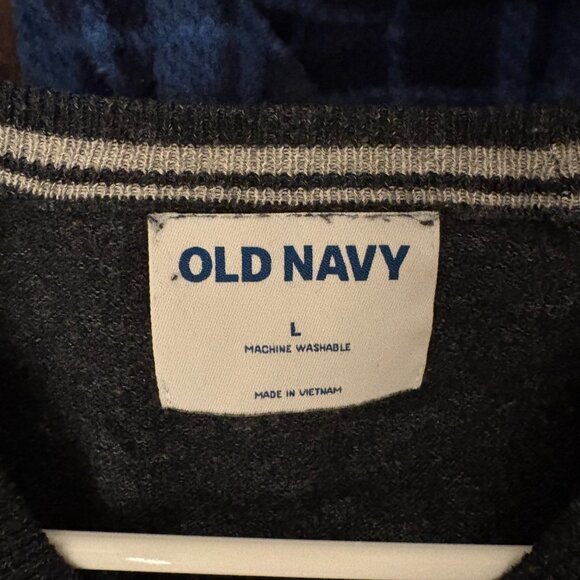 OLD NAVY
L
MACHINE WASHABLE
MADE IN VIETNAM